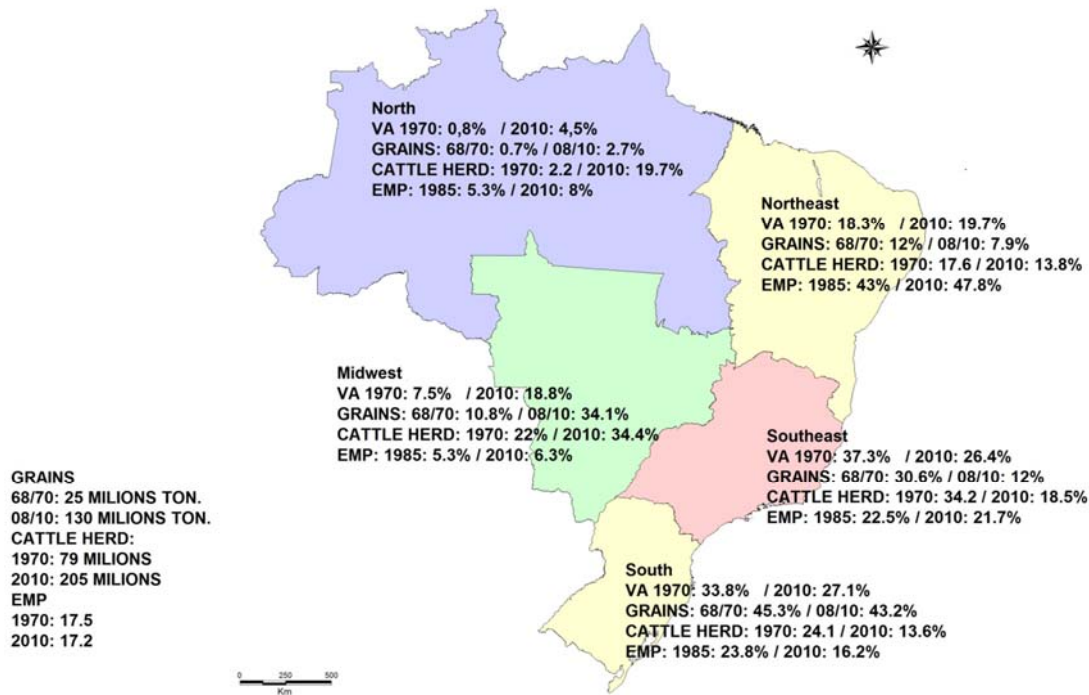 North
VA 1970: 0,8% / 2010: 4,5%
GRAINS: 68/70: 0.7% / 08/10: 2.7%
CATTLE HERD: 1970: 2.2 / 2010: 19.7%
EMP: 1985: 5.3% / 2010: 8%
Northeast
VA 1970: 18.3% / 2010: 19.7%
GRAINS: 68/70: 12% / 08/10: 7.9%
CATTLE HERD: 1970: 17.6 / 2010: 13.8%
EMP: 1985: 43% / 2010: 47.8%
Midwest
VA 1970: 7.5% / 2010: 18.8%
GRAINS: 68/70: 10.8% / 08/10: 34.1%
CATTLE HERD: 1970: 22% / 2010: 34.4%
EMP: 1985: 5.3% / 2010: 6.3%
Southeast
VA 1970: 37.3% / 2010: 26.4%
GRAINS: 68/70: 30.6% / 08/10: 12%
CATTLE HERD: 1970: 34.2 / 2010: 18.5%
EMP: 1985: 22.5% / 2010: 21.7%
South
VA 1970: 33.8% / 2010: 27.1%
GRAINS: 68/70: 45.3% / 08/10: 43.2%
CATTLE HERD: 1970: 24.1 / 2010: 13.6%
EMP: 1985: 23.8% / 2010: 16.2%
GRAINS
68/70: 25 MILIONS TON.
08/10: 130 MILIONS TON.
CATTLE HERD:
1970: 79 MILIONS
2010: 205 MILIONS
EMP
1970: 17.5
2010: 17.2
0 250 500
Km